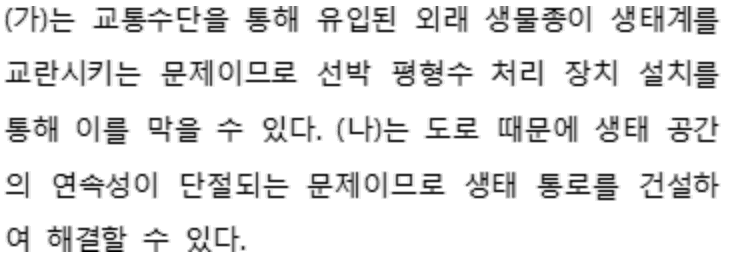 (가)는 교통수단을 통해 유입된 외래 생물종이 생태계를
교란시키는 문제이므로 선박 평형수 처리 장치 설치를
통해 이를 막을 수 있다. (나)는 도로 때문에 생태 공간
의 연속성이 단절되는 문제이므로 생태 통로를 건설하
여 해결할 수 있다.